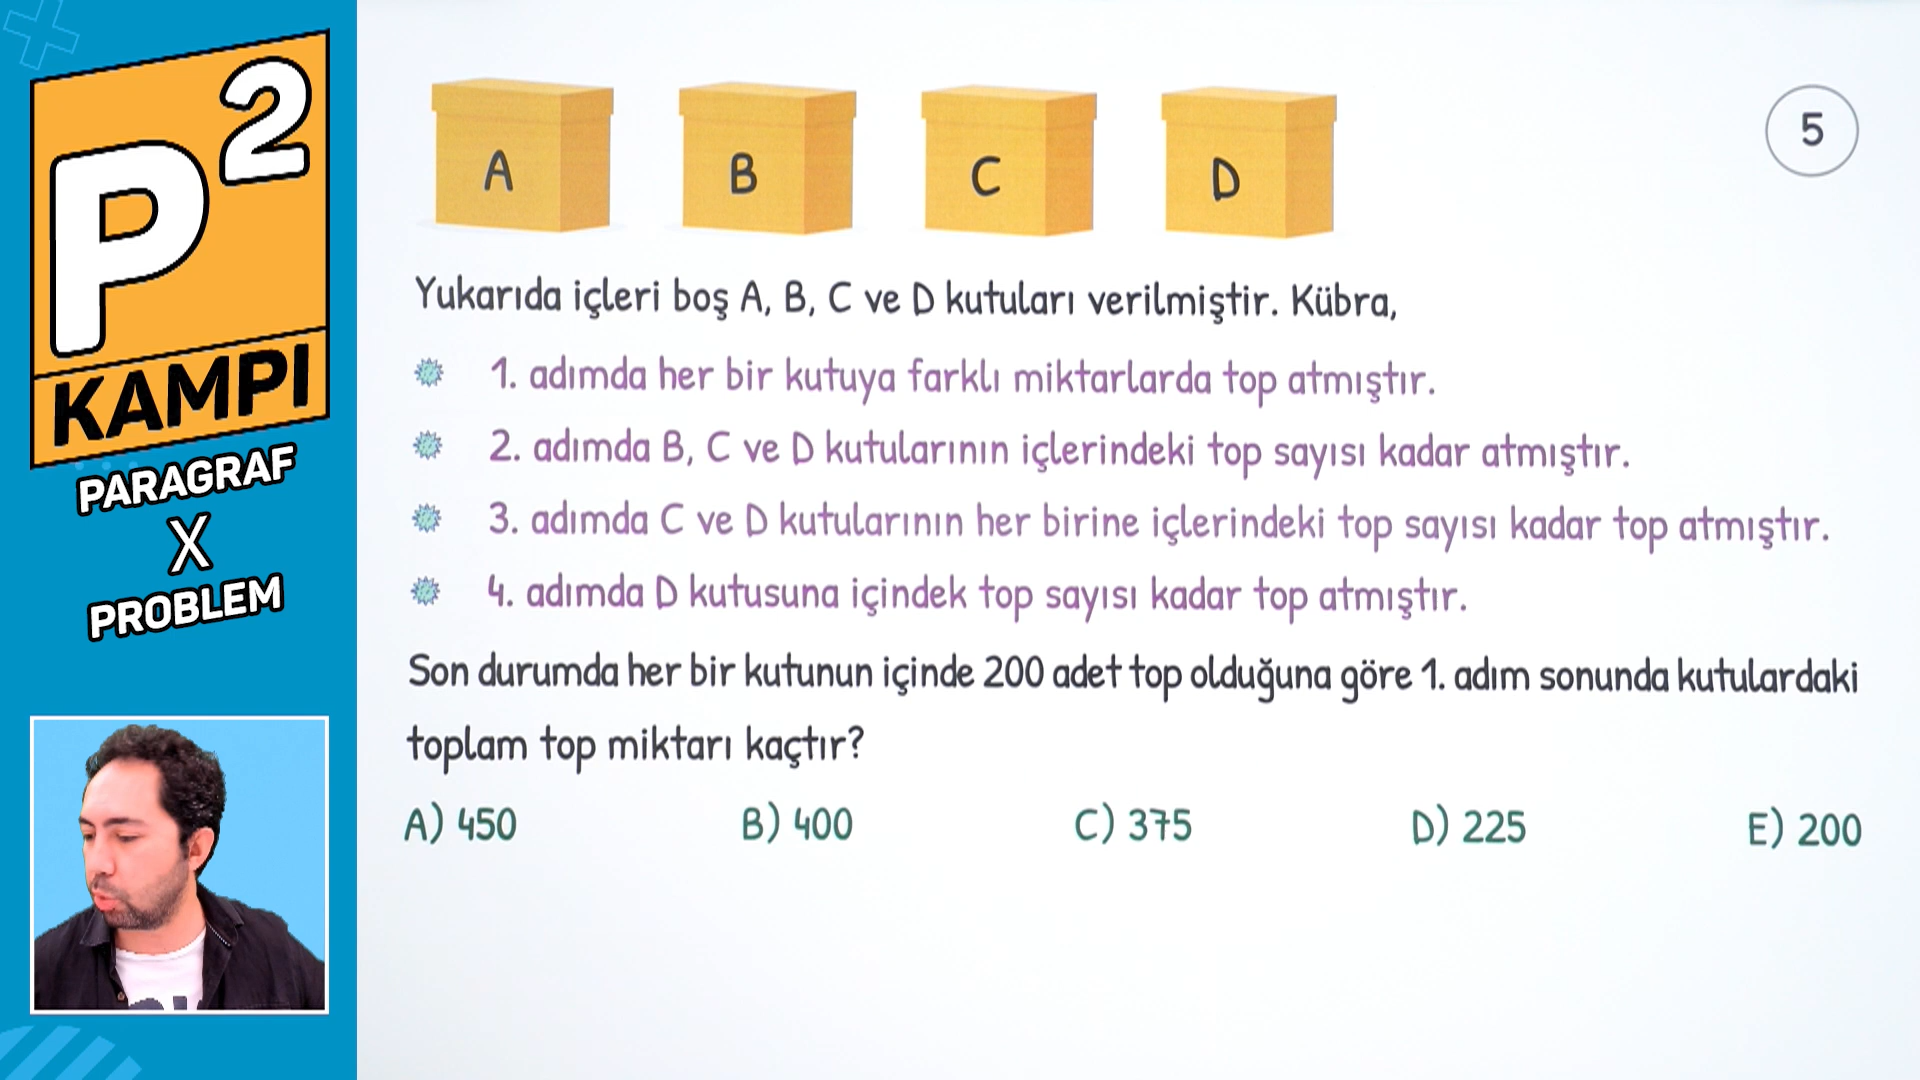 P²
KAMPI
PARAGRAF
X
PROBLEM
A
B
C
D
5
Yukarıda içleri boş A, B, C ve D kutuları verilmiştir. Kübra,
1. adımda her bir kutuya farklı miktarlarda top atmıştır.
2. adımda B, C ve D kutularının içlerindeki top sayısı kadar atmıştır.
3. adımda C ve D kutularının her birine içlerindeki top sayısı kadar top atmıştır.
4. adımda D kutusuna içindek top sayısı kadar top atmıştır.
Son durumda her bir kutunun içinde 200 adet top olduğuna göre 1. adım sonunda kutulardaki
toplam top miktarı kaçtır?
A) 450 B) 400 C) 375 D) 225 E) 200